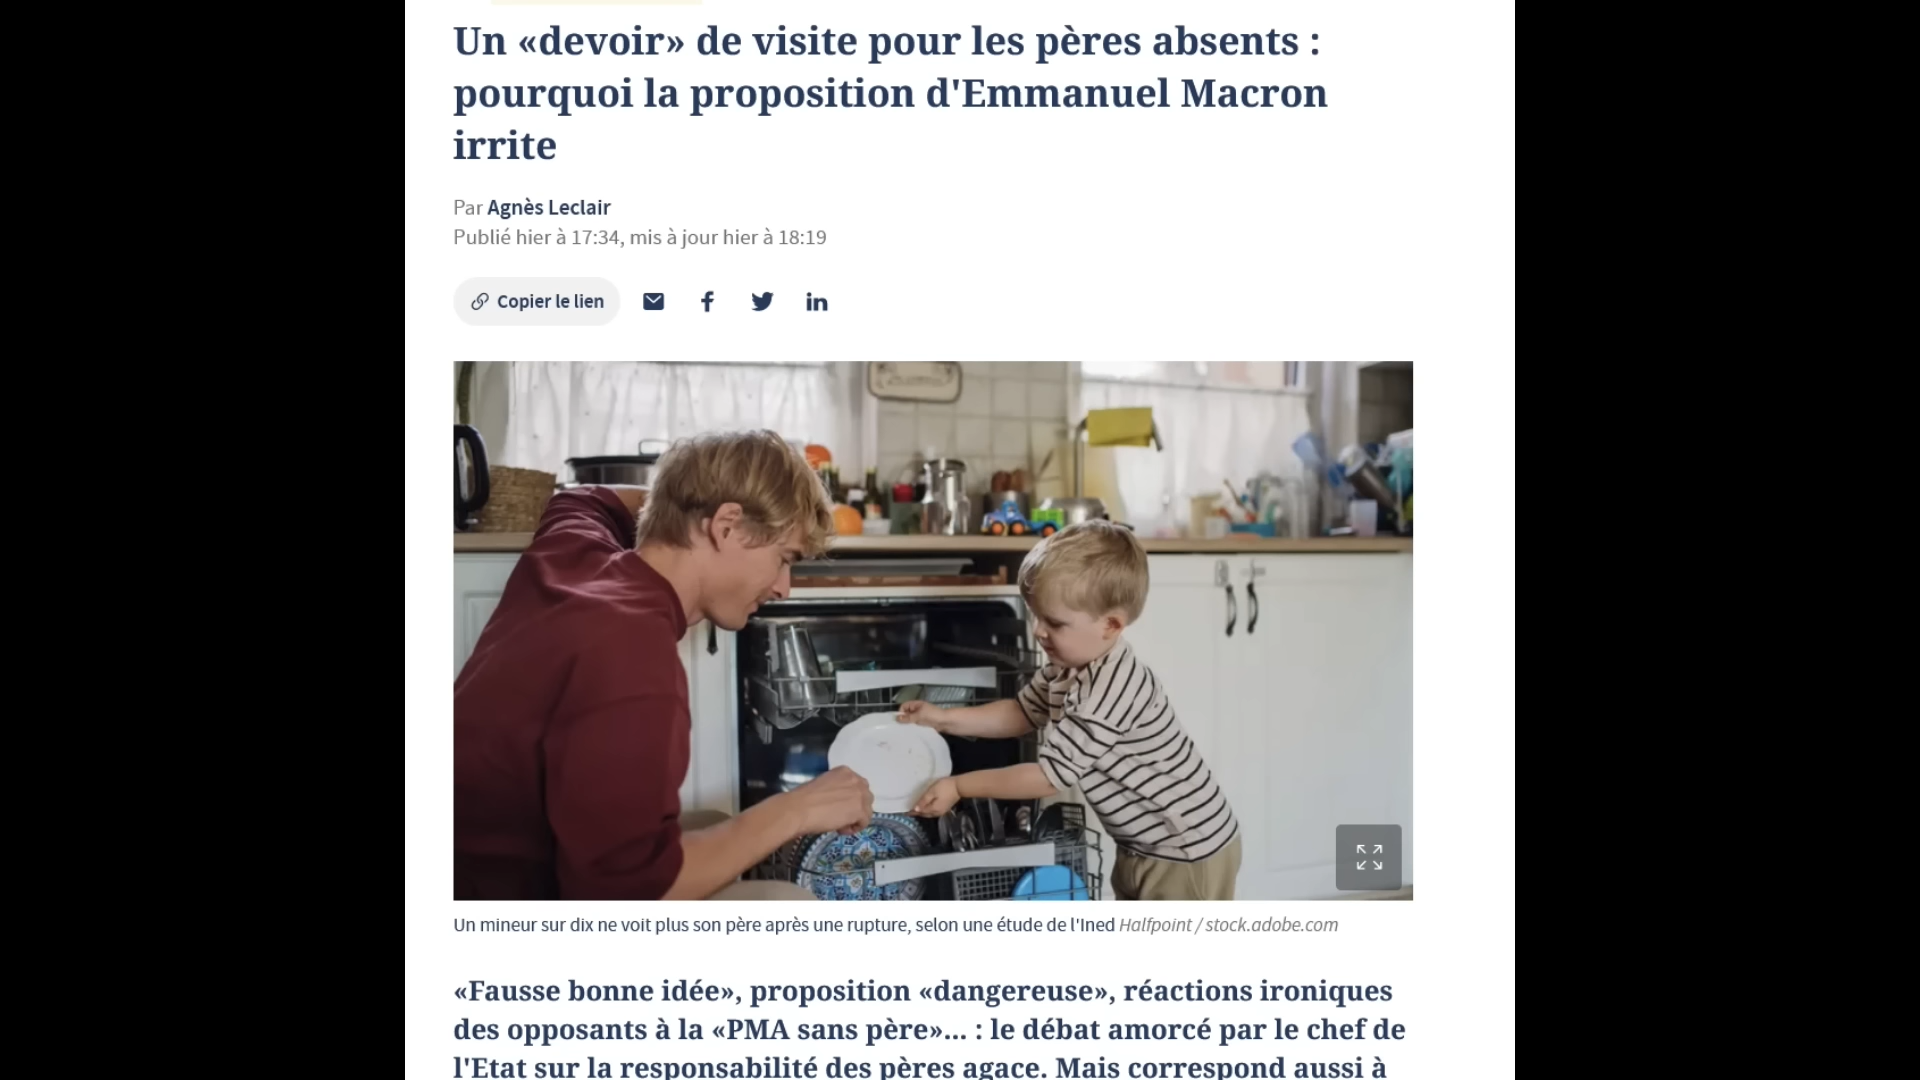 Un «devoir» de visite pour les pères absents :
pourquoi la proposition d'Emmanuel Macron
irrite
Par Agnès Leclair
Publié hier à 17:34, mis à jour hier à 18:19
Copier le lien
Un mineur sur dix ne voit plus son père après une rupture, selon une étude de l'Ined Halfpoint / stock.adobe.com
«Fausse bonne idée», proposition «dangereuse», réactions ironiques
des opposants à la «PMA sans père»... : le débat amorcé par le chef de
l'Etat sur la responsabilité des pères agace. Mais correspond aussi à